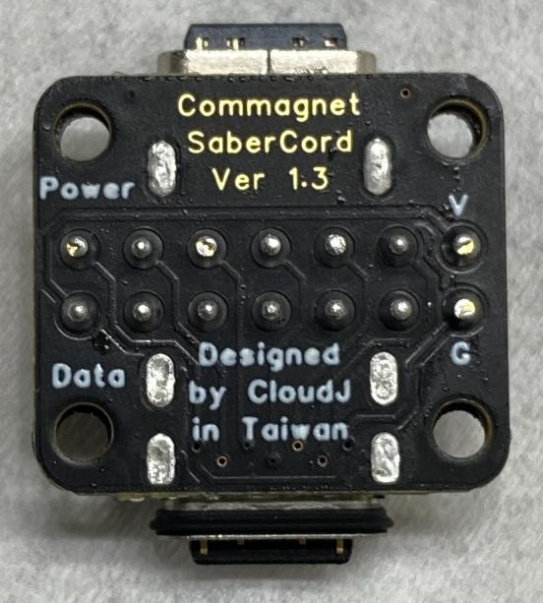 Commagnet
SaberCord
Ver 1.3
Power
V
Data
G
Designed
by CloudJ
in Taiwan